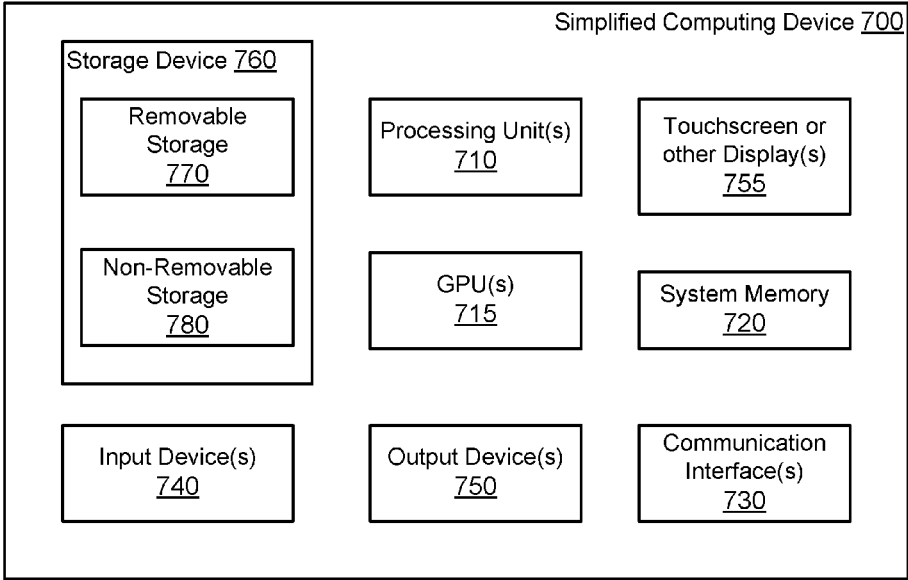 Simplified Computing Device 700
Storage Device 760
Removable
Storage
770
Processing Unit(s)
710
Touchscreen or
other Display(s)
755
Non-Removable
Storage
780
GPU(s)
715
System Memory
720
Input Device(s)
740
Output Device(s)
750
Communication
Interface(s)
730